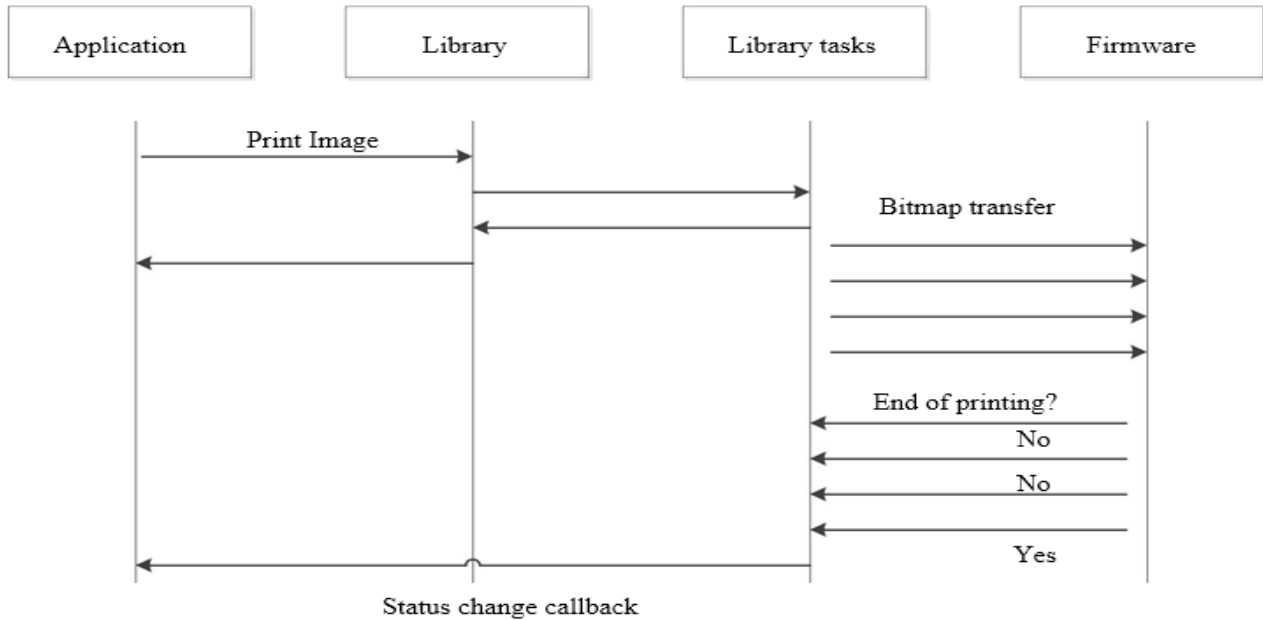 Application
Library
Library tasks
Firmware
Print Image
Bitmap transfer
End of printing?
No
No
Yes
Status change callback